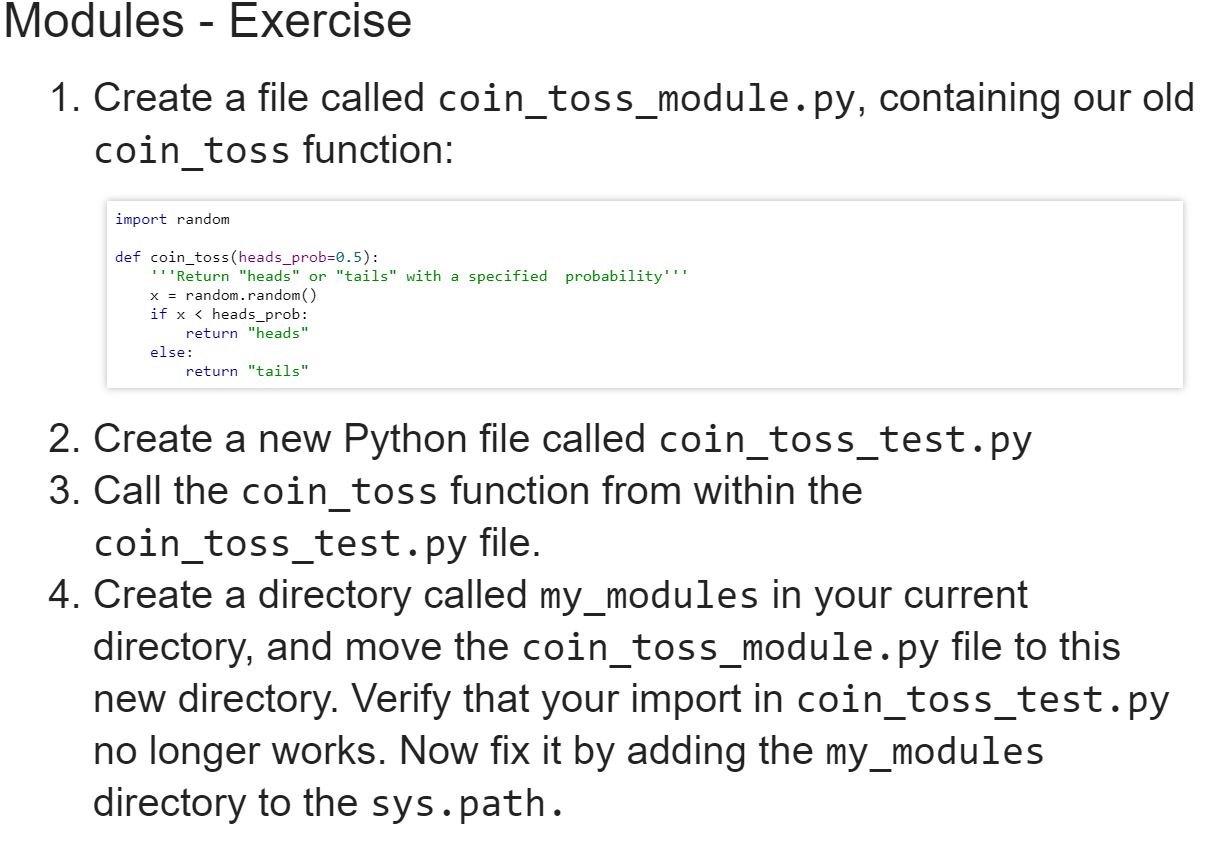 Modules - Exercise
1. Create a file called coin_toss_module.py, containing our old
coin_toss function:
import random
def coin_toss(heads_prob=0.5):
    '''Return "heads" or "tails" with a specified  probability'''
    x = random.random()
    if x < heads_prob:
        return "heads"
    else:
        return "tails"
2. Create a new Python file called coin_toss_test.py
3. Call the coin_toss function from within the
coin_toss_test.py file.
4. Create a directory called my_modules in your current
directory, and move the coin_toss_module.py file to this
new directory. Verify that your import in coin_toss_test.py
no longer works. Now fix it by adding the my_modules
directory to the sys.path.